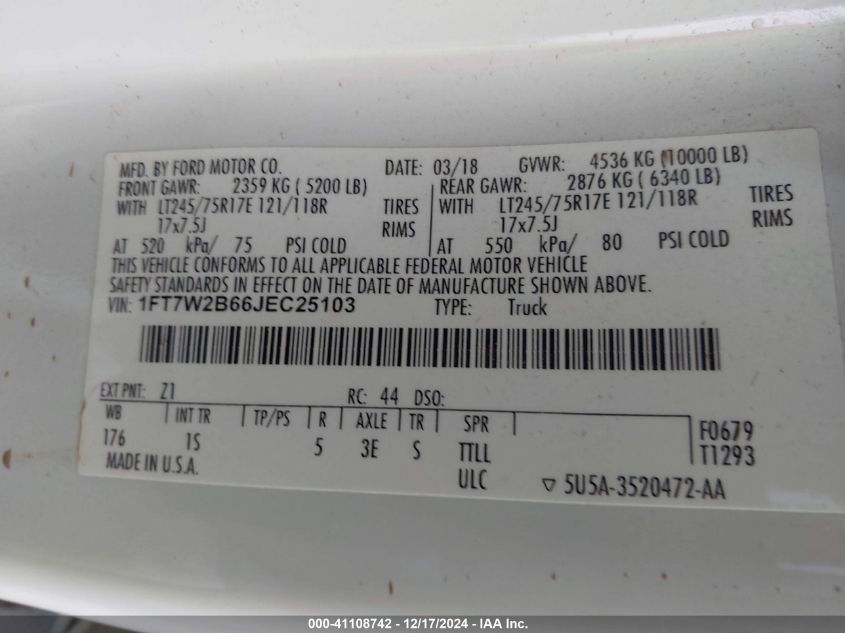 MFD. BY FORD MOTOR CO. DATE: 03/18 GVWR: 4536 KG (10000 LB)
FRONT GAWR: 2359 KG ( 5200 LB) REAR GAWR: 2876 KG ( 6340 LB)
WITH LT245/75R17E 121/118R TIRES WITH LT245/75R17E 121/118R TIRES
17x7.5J RIMS 17x7.5J RIMS
AT 520 kPa/ 75 PSI COLD AT 550 kPa/ 80 PSI COLD
THIS VEHICLE CONFORMS TO ALL APPLICABLE FEDERAL MOTOR VEHICLE
SAFETY STANDARDS IN EFFECT ON THE DATE OF MANUFACTURE SHOWN ABOVE.
VIN: 1FT7W2B66JEC25103 TYPE: Truck
EXT PNT: Z1 RC: 44 DSO:
WB INT TR TP/PS R AXLE TR SPR F0679
176 1S 5 3E S TTLL T1293
MADE IN U.S.A. ULC ▽ 5U5A-3520472-AA
000-41108742 - 12/17/2024 - IAA Inc.